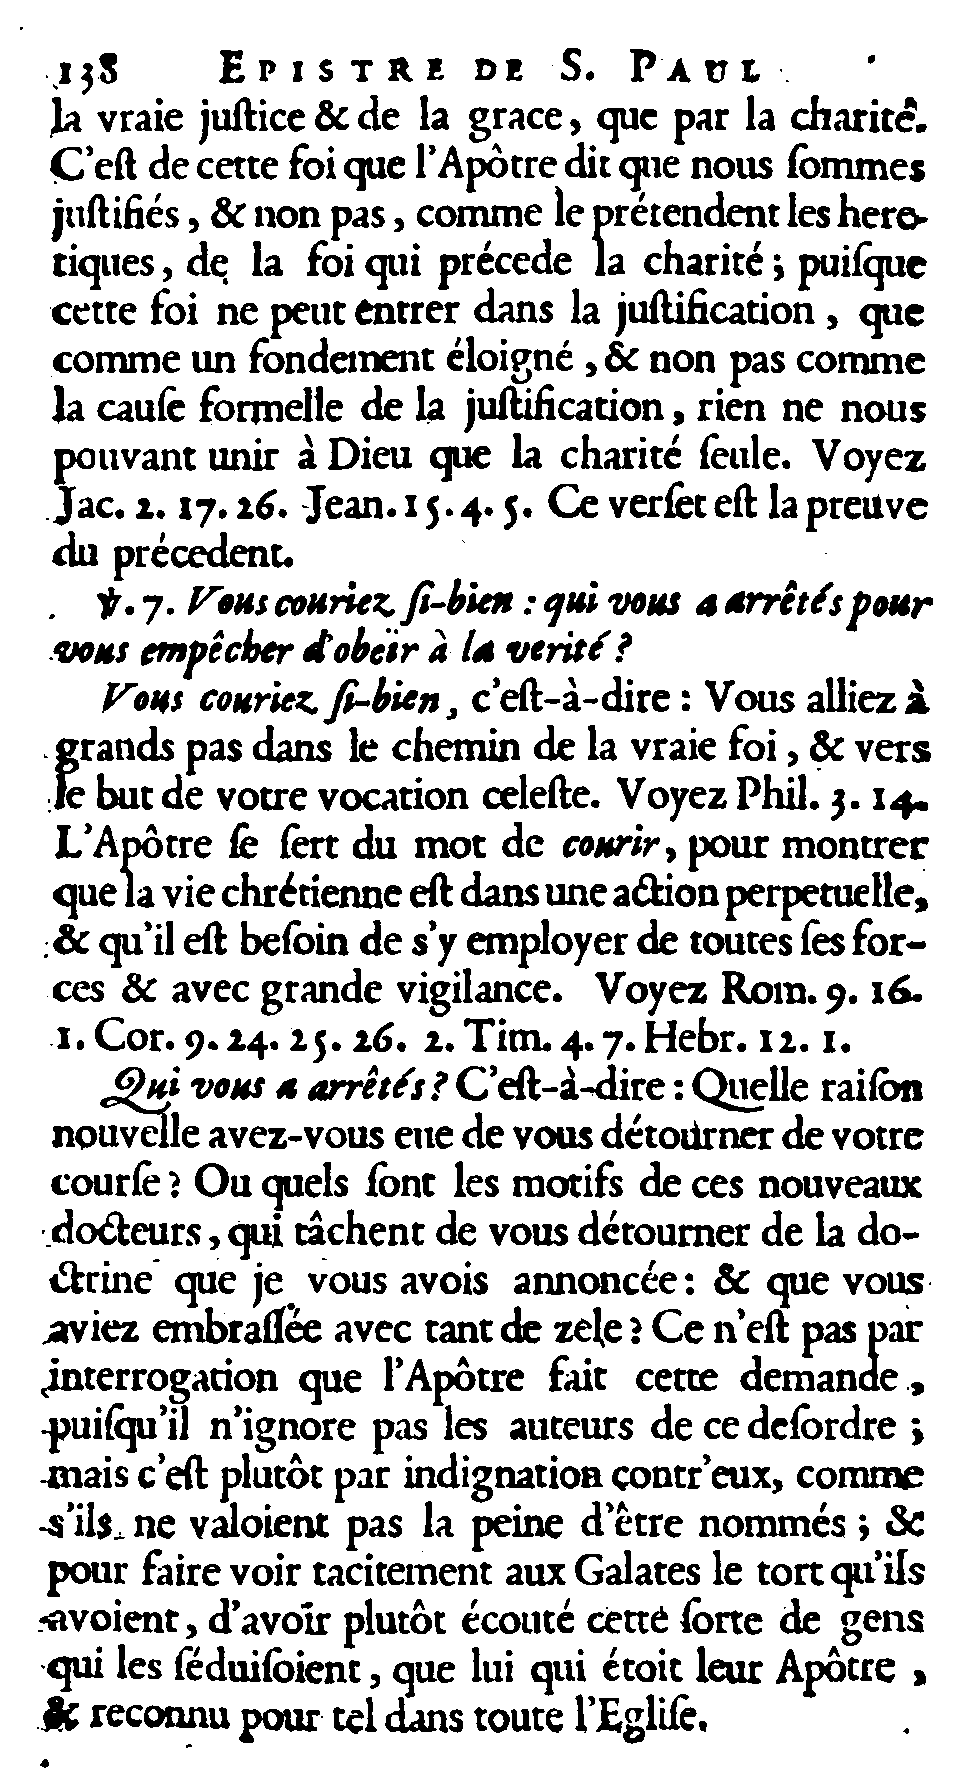 138 EPISTRE DE S. PAUL
la vraie juſtice & de la grace, que par la charité.
C'eſt de cette foi que l'Apôtre dit que nous ſommes
juſtifiés, & non pas, comme le prétendent les here-
tiques, de la foi qui précede la charité; puiſque
cette foi ne peut entrer dans la juſtification, que
comme un fondement éloigné, & non pas comme
la cauſe formelle de la juſtification, rien ne nous
pouvant unir à Dieu que la charité ſeule. Voyez
Jac. 2. 17. 26. Jean. 15. 4. 5. Ce verſet eſt la preuve
du précedent.
℣. 7. Vous couriez ſi-bien : qui vous a arrêtés pour
vous empêcher d'obeïr à la verité ?
Vous couriez ſi-bien, c'eſt-à-dire : Vous alliez à
grands pas dans le chemin de la vraie foi, & vers
le but de votre vocation celeſte. Voyez Phil. 3. 14.
L'Apôtre ſe ſert du mot de courir, pour montrer
que la vie chrétienne eſt dans une action perpetuelle,
& qu'il eſt beſoin de s'y employer de toutes ſes for-
ces & avec grande vigilance. Voyez Rom. 9. 16.
1. Cor. 9. 24. 25. 26. 2. Tim. 4. 7. Hebr. 12. 1.
Qui vous a arrêtés ? C'eſt-à-dire : Quelle raiſon
nouvelle avez-vous eue de vous détourner de votre
courſe ? Ou quels ſont les motifs de ces nouveaux
docteurs, qui tâchent de vous détourner de la do-
ctrine que je vous avois annoncée : & que vous
aviez embraſſée avec tant de zele ? Ce n'eſt pas par
interrogation que l'Apôtre fait cette demande,
puiſqu'il n'ignore pas les auteurs de ce deſordre ;
mais c'eſt plutôt par indignation contr'eux, comme
s'ils ne valoient pas la peine d'être nommés ; &
pour faire voir tacitement aux Galates le tort qu'ils
avoient, d'avoir plutôt écouté cette ſorte de gens
qui les ſéduiſoient, que lui qui étoit leur Apôtre,
& reconnu pour tel dans toute l'Egliſe.